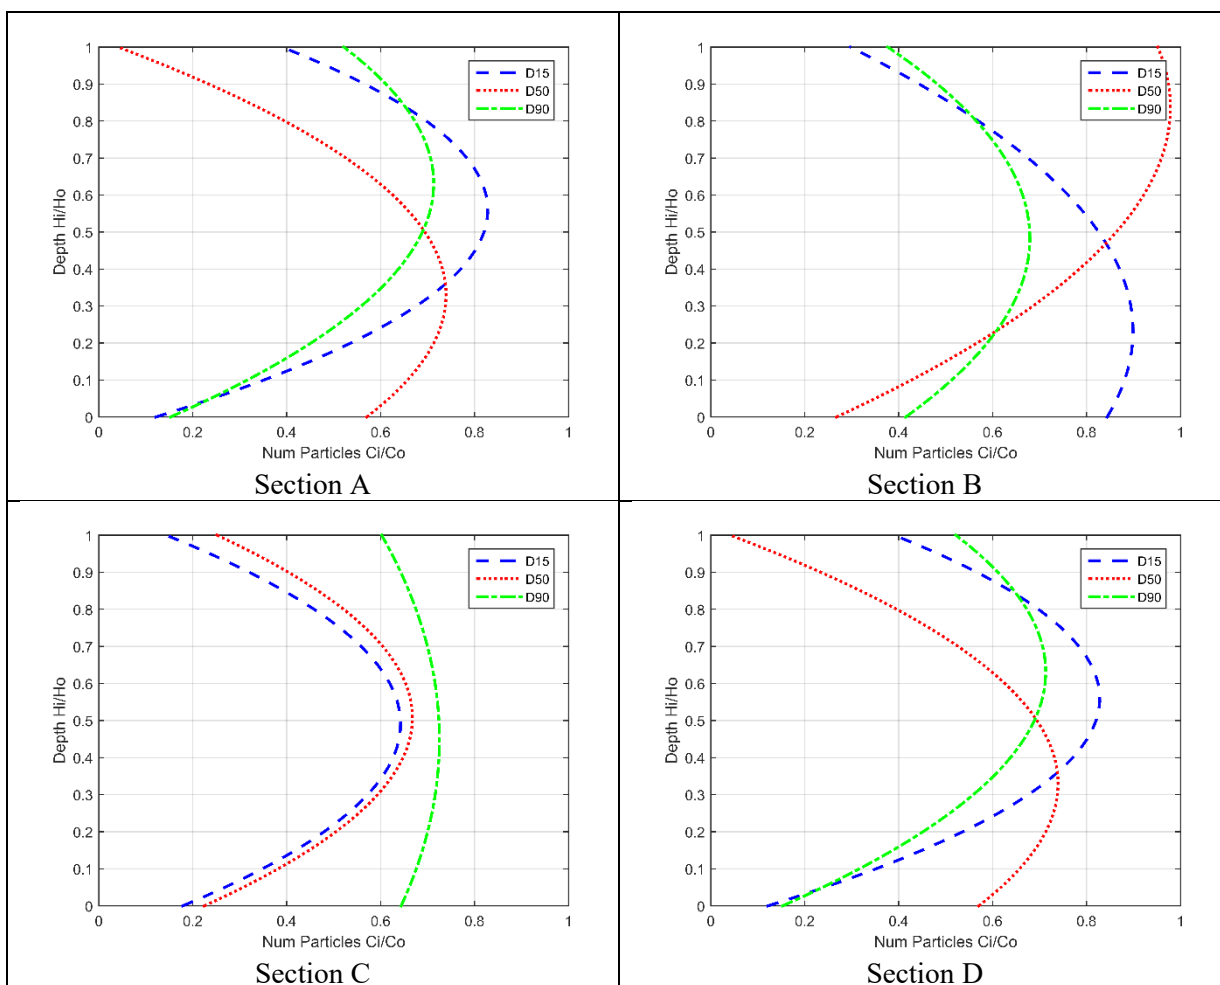 1
0.9
0.8
0.7
0.6
0.5
0.4
0.3
0.2
0.1
0
Depth Hi/Ho
D15
D50
D90
0 0.2 0.4 0.6 0.8 1
Num Particles Ci/Co
Section A
1
0.9
0.8
0.7
0.6
0.5
0.4
0.3
0.2
0.1
0
Depth Hi/Ho
D15
D50
D90
0 0.2 0.4 0.6 0.8 1
Num Particles Ci/Co
Section B
1
0.9
0.8
0.7
0.6
0.5
0.4
0.3
0.2
0.1
0
Depth Hi/Ho
D15
D50
D90
0 0.2 0.4 0.6 0.8 1
Num Particles Ci/Co
Section C
1
0.9
0.8
0.7
0.6
0.5
0.4
0.3
0.2
0.1
0
Depth Hi/Ho
D15
D50
D90
0 0.2 0.4 0.6 0.8 1
Num Particles Ci/Co
Section D